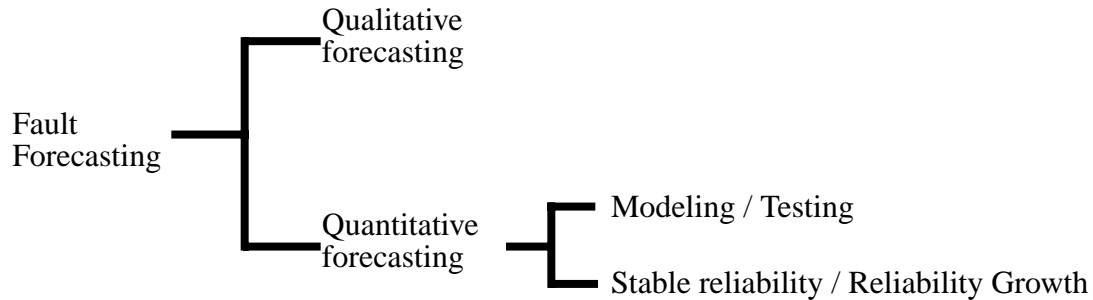 Qualitative
forecasting
Fault
Forecasting
Quantitative
forecasting
Modeling / Testing
Stable reliability / Reliability Growth